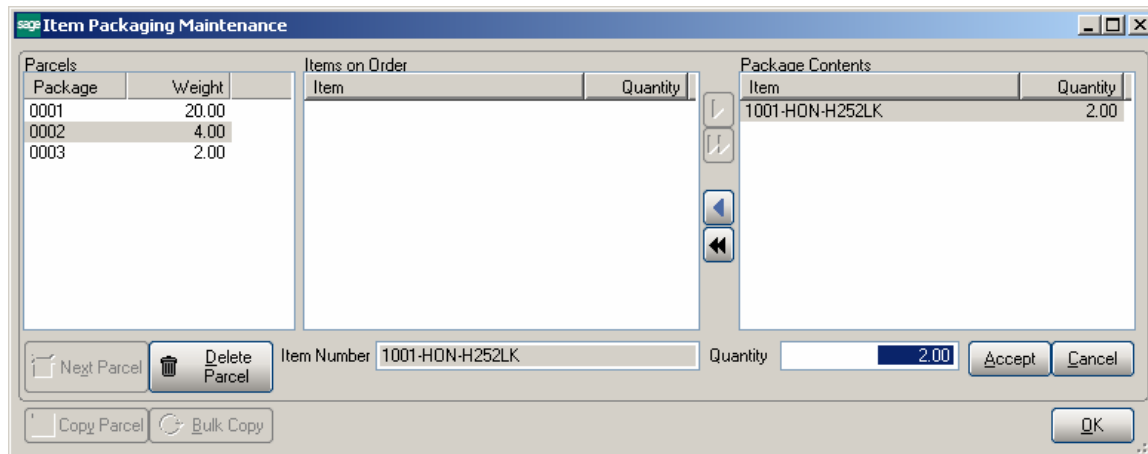 sage Item Packaging Maintenance
Parcels Items on Order Package Contents
Package Weight Item Quantity Item Quantity
0001 20.00 1001-HON-H252LK 2.00
0002 4.00
0003 2.00
Next Parcel Delete Parcel Item Number 1001-HON-H252LK Quantity 2.00 Accept Cancel
Copy Parcel Bulk Copy OK